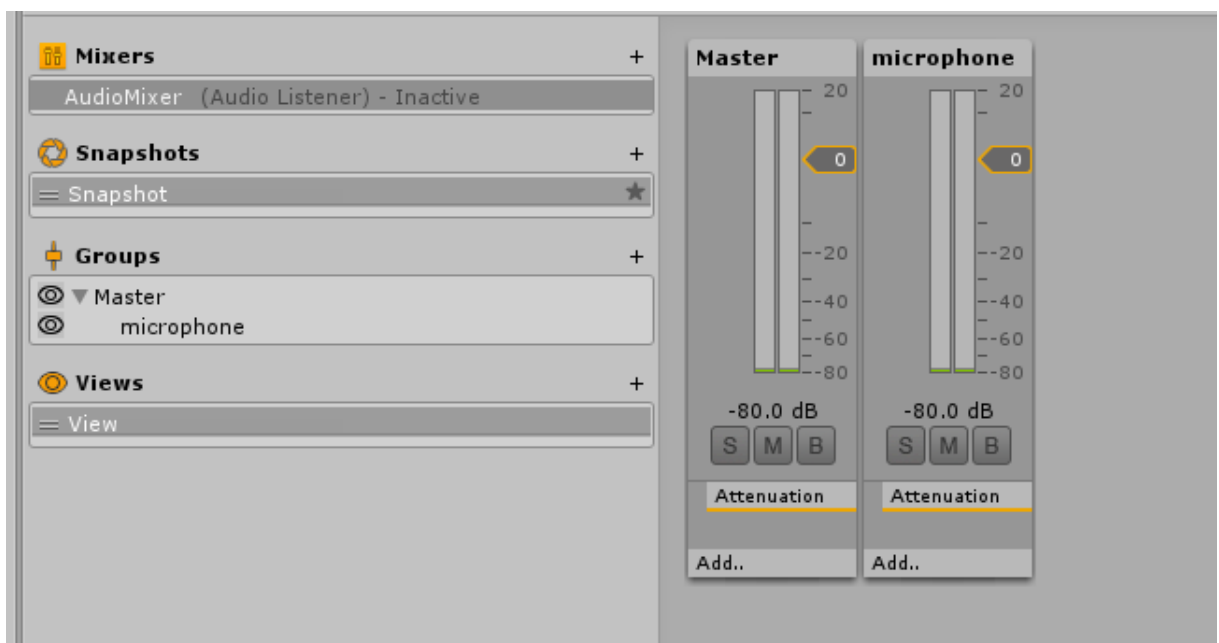 Mixers +
AudioMixer (Audio Listener) - Inactive
Snapshots +
Snapshot
Groups +
Master
microphone
Views +
View
Master
20
0
--20
--40
--60
--80
-80.0 dB
S M B
Attenuation
Add..
microphone
20
0
--20
--40
--60
--80
-80.0 dB
S M B
Attenuation
Add..